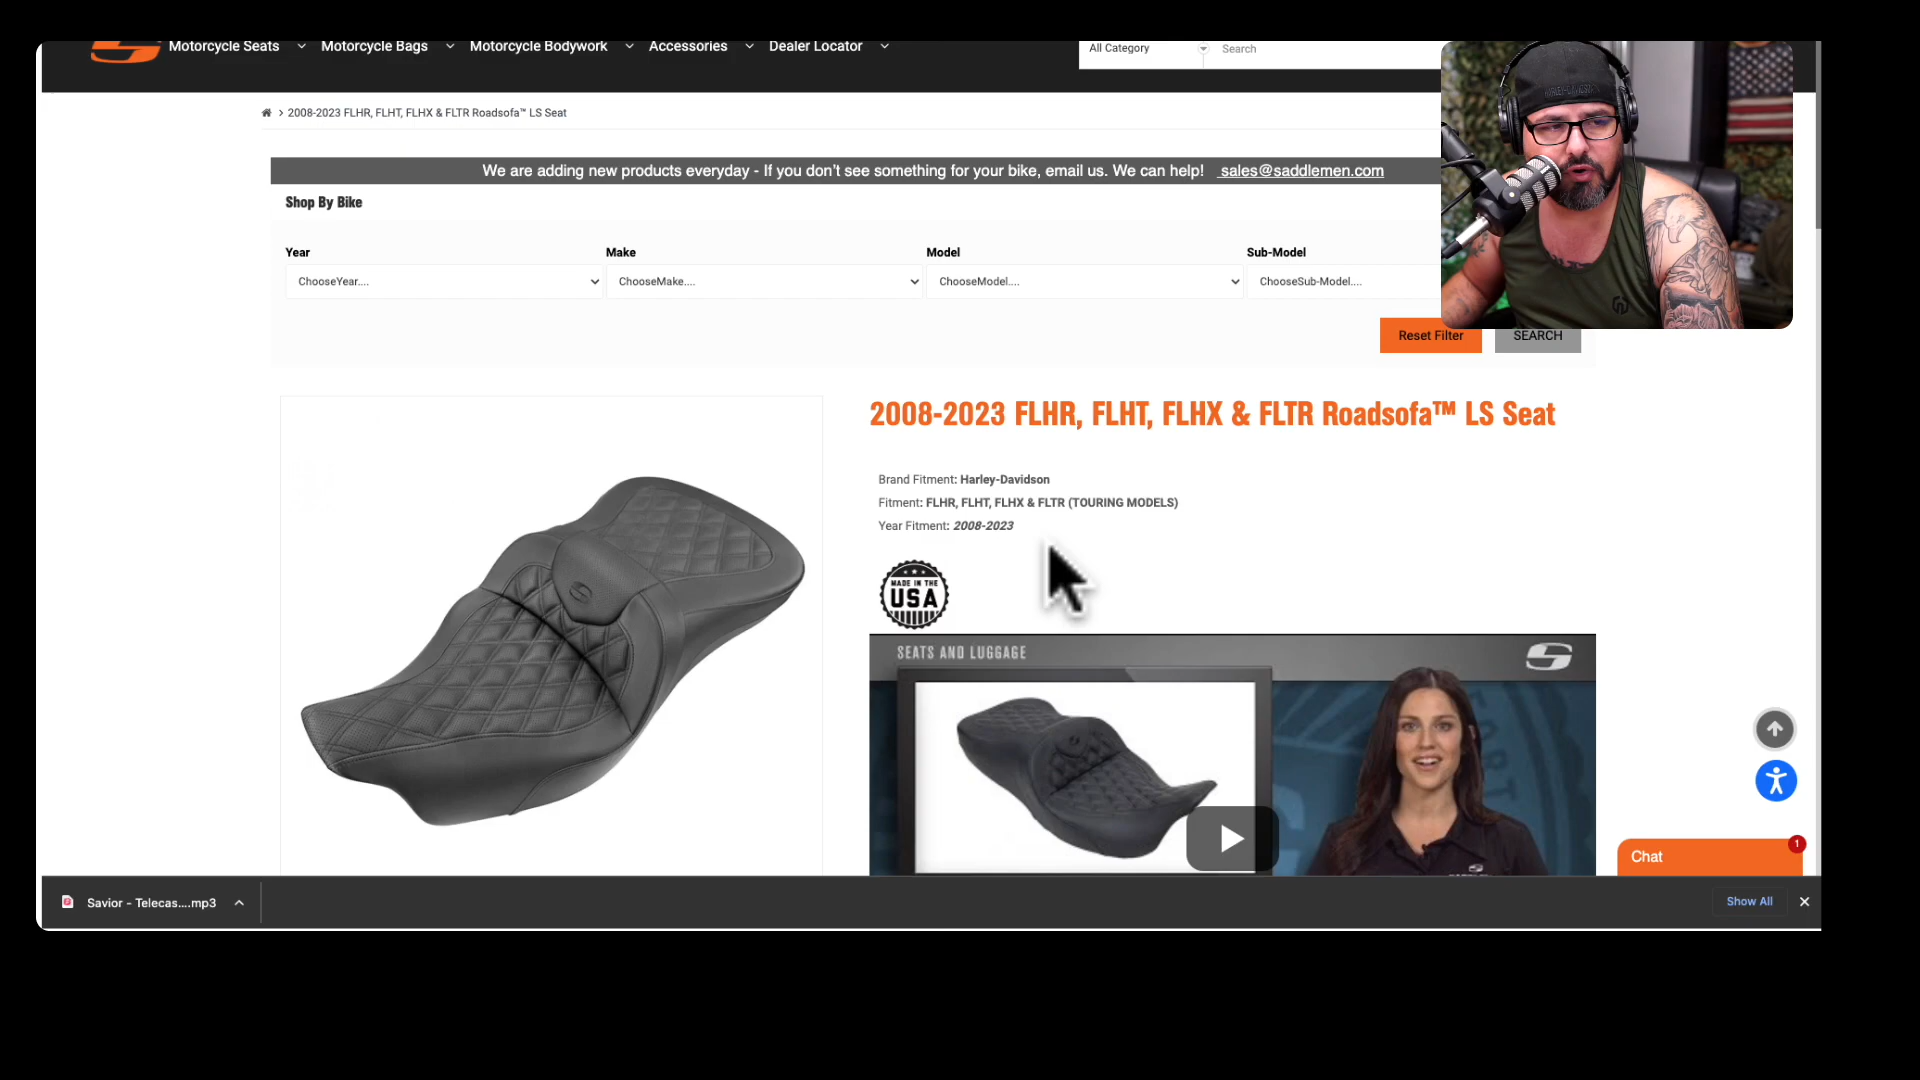 Motorcycle Seats
Motorcycle Bags
Motorcycle Bodywork
Accessories
Dealer Locator
All Category
Search
2008-2023 FLHR, FLHT, FLHX & FLTR Roadsofa™ LS Seat
We are adding new products everyday - If you don't see something for your bike, email us. We can help! sales@saddlemen.com
Shop By Bike
Year
Make
Model
Sub-Model
ChooseYear....
ChooseMake....
ChooseModel....
ChooseSub-Model....
Reset Filter
SEARCH
2008-2023 FLHR, FLHT, FLHX & FLTR Roadsofa™ LS Seat
Brand Fitment: Harley-Davidson
Fitment: FLHR, FLHT, FLHX & FLTR (TOURING MODELS)
Year Fitment: 2008-2023
MADE IN THE
USA
SEATS AND LUGGAGE
Chat
1
Savior - Telecas....mp3
Show All